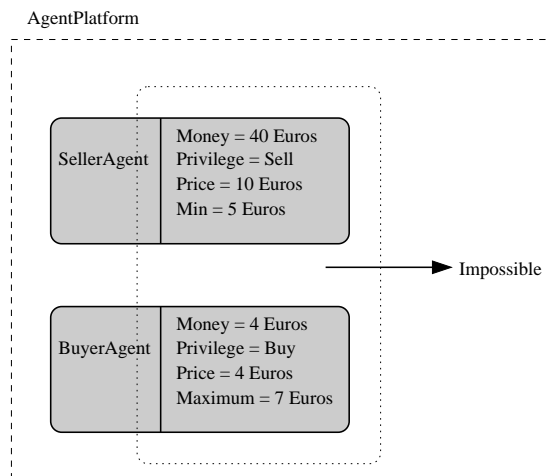 AgentPlatform
SellerAgent
Money = 40 Euros
Privilege = Sell
Price = 10 Euros
Min = 5 Euros
Impossible
BuyerAgent
Money = 4 Euros
Privilege = Buy
Price = 4 Euros
Maximum = 7 Euros